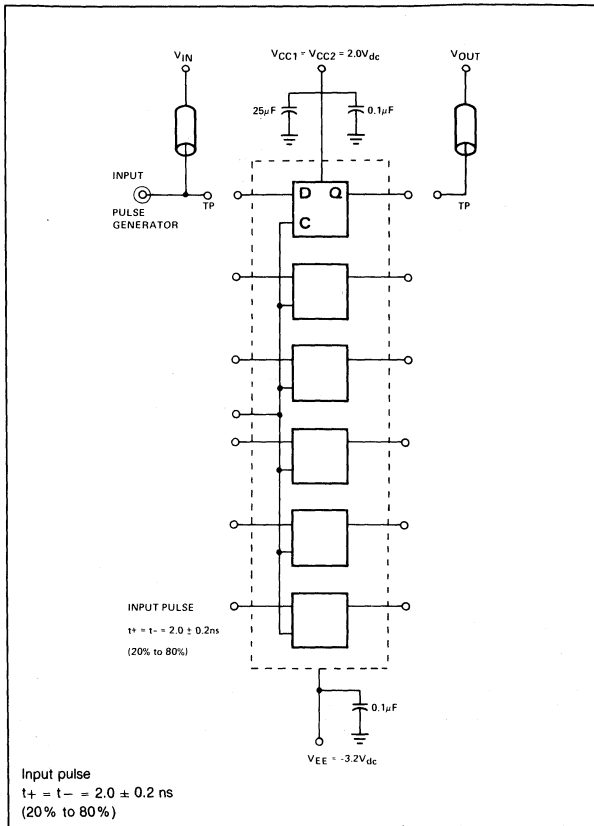 VIN
VCC1 = VCC2 = 2.0Vdc
VOUT
25μF
0.1μF
INPUT
PULSE
GENERATOR
TP
D Q
C
TP
INPUT PULSE
t+ = t- = 2.0 ± 0.2ns
(20% to 80%)
0.1μF
VEE = -3.2Vdc
Input pulse
t+ = t- = 2.0 ± 0.2 ns
(20% to 80%)